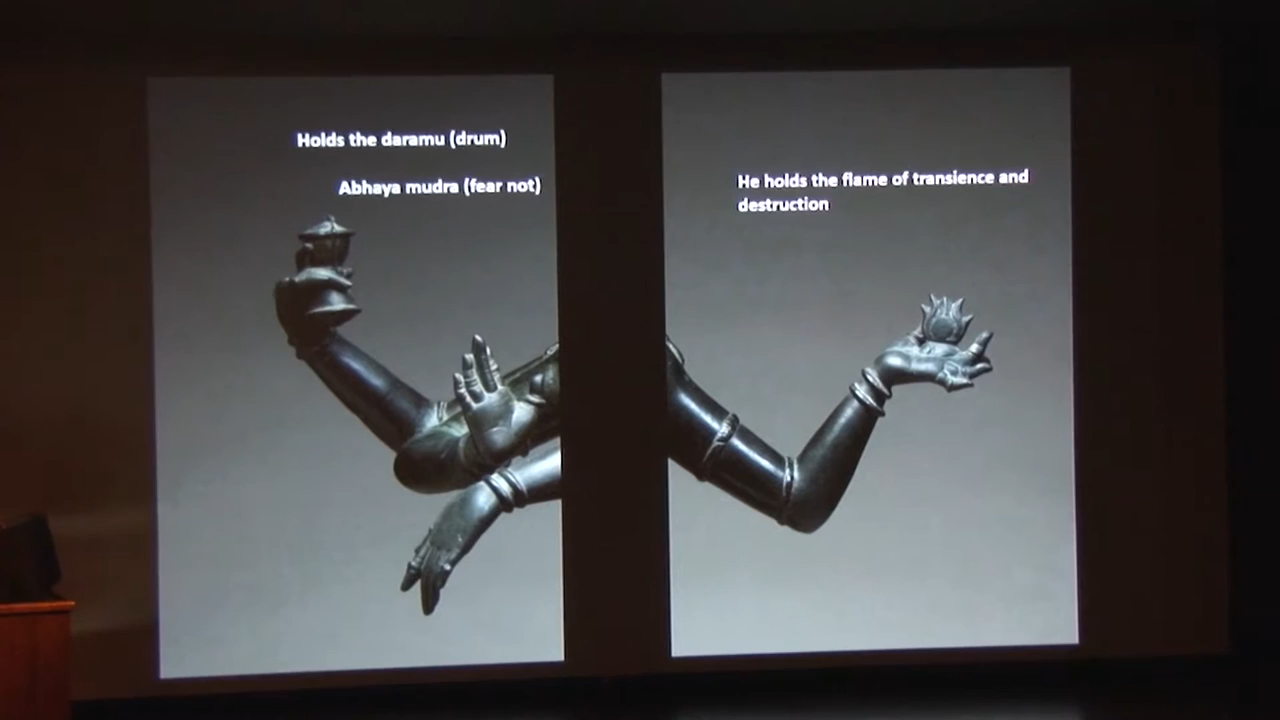 Holds the daramu (drum)
Abhaya mudra (fear not)
He holds the flame of transience and
destruction